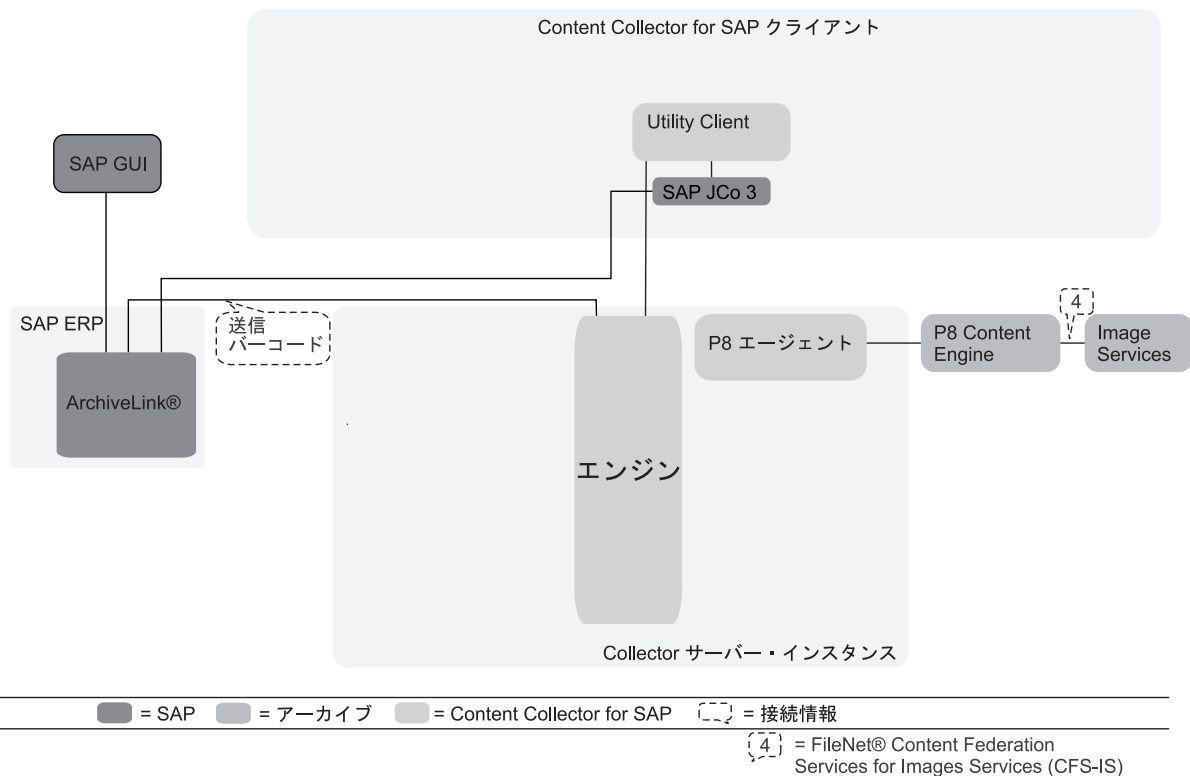 Content Collector for SAP クライアント
Utility Client
SAP GUI
SAP JCo 3
SAP ERP
送信
バーコード
4
P8 エージェント
P8 Content
Engine
Image
Services
ArchiveLink®
エンジン
Collector サーバー・インスタンス
= SAP
= アーカイブ
= Content Collector for SAP
= 接続情報
4 = FileNet® Content Federation
Services for Images Services (CFS-IS)